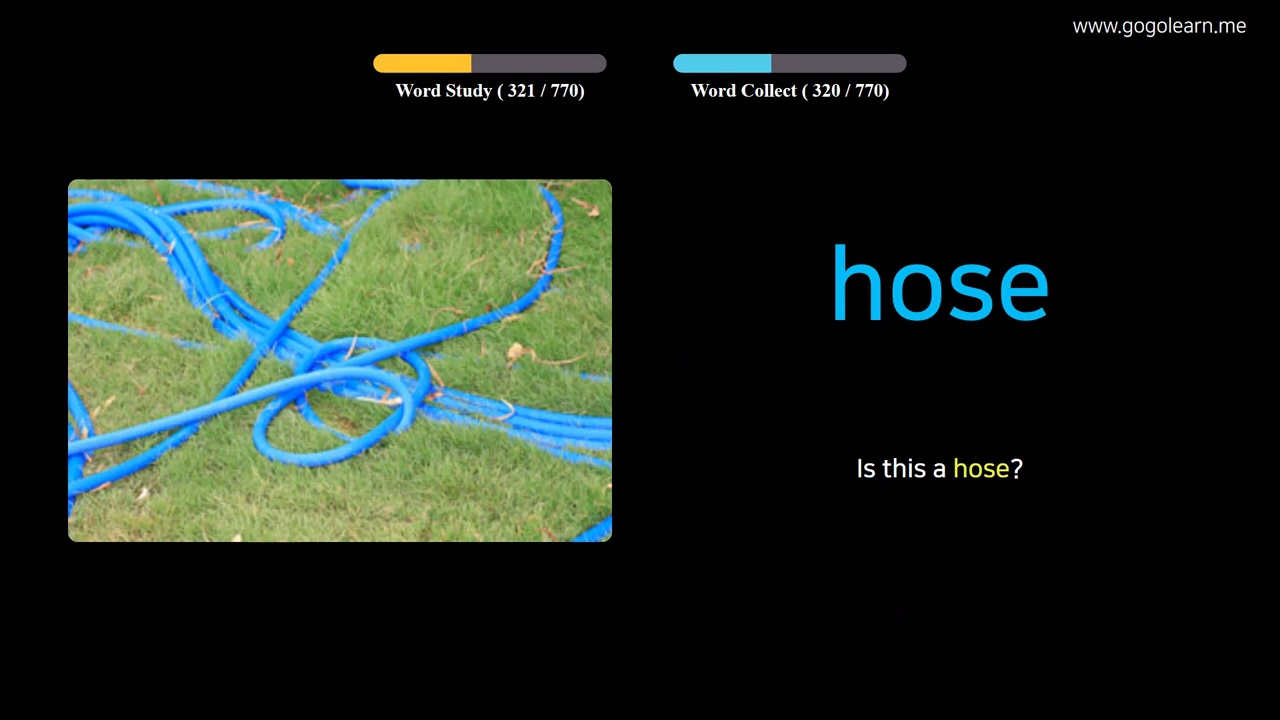 www.gogolearn.me
Word Study ( 321 / 770)
Word Collect ( 320 / 770)
hose
Is this a hose?